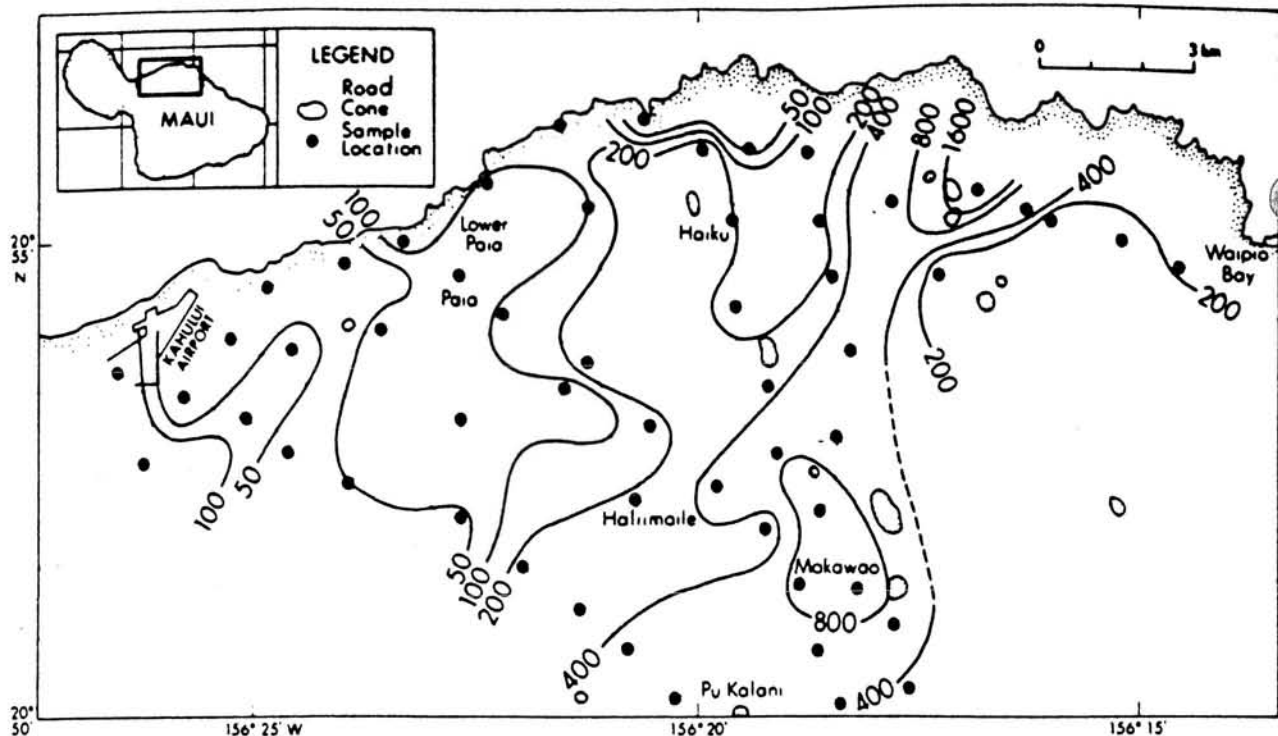 LEGEND
Road
Cone
Sample
Location
MAUI
0 3 km
50
100
200
50
100
200
400
800
1600
400
100
50
Lower
Paia
Haiku
20°
55'
N
Paia
Waipio
Bay
200
KAHULUI
AIRPORT
200
50
100
Haliimaile
Makawao
50
100
200
800
400
400
Pu Kalani
20°
50'
156° 25' W
156° 20'
156° 15'